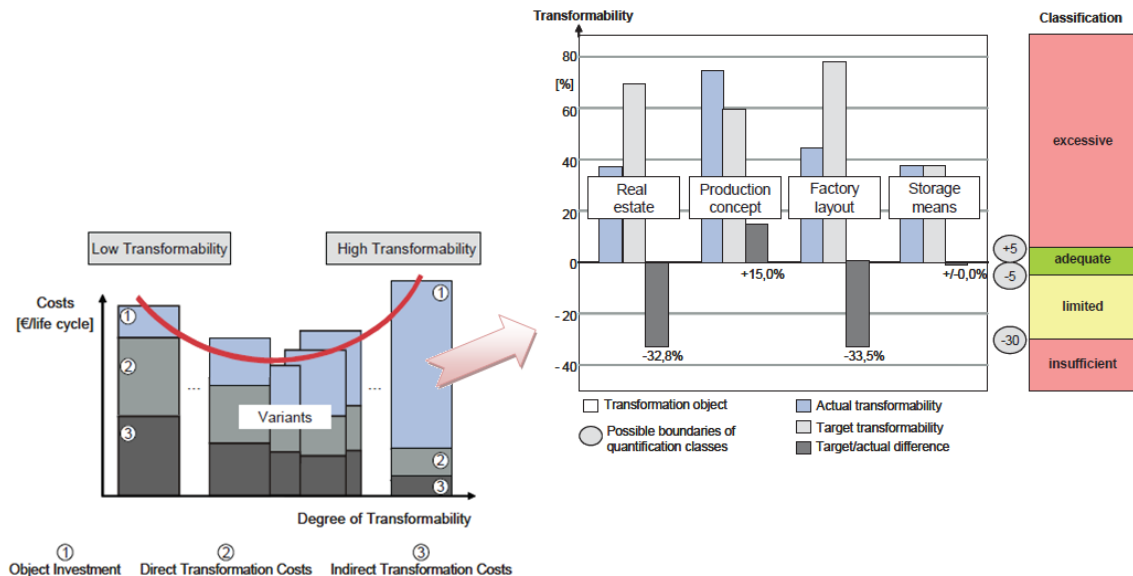 Low Transformability
High Transformability
Costs
[€/life cycle]
①
②
③
...
Variants
...
①
②
③
Degree of Transformability
①
Object Investment
②
Direct Transformation Costs
③
Indirect Transformation Costs
Transformability
[%]
80
60
40
20
0
- 20
- 40
Real
estate
Production
concept
Factory
layout
Storage
means
-32,8%
+15,0%
-33,5%
+/-0,0%
Transformation object
Possible boundaries of
quantification classes
Actual transformability
Target transformability
Target/actual difference
Classification
excessive
+5
adequate
-5
limited
-30
insufficient